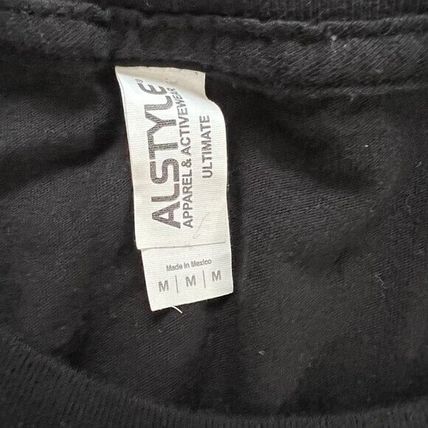 ALSTYLE
APPAREL & ACTIVEWEAR
ULTIMATE
Made in Mexico
M | M | M